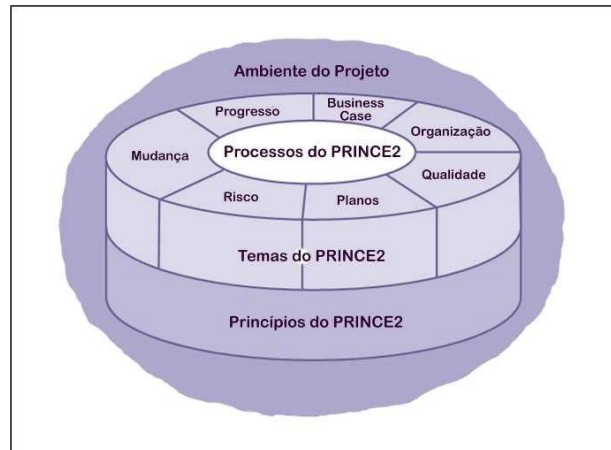 Ambiente do Projeto
Progresso
Business
Case
Organização
Mudança
Processos do PRINCE2
Qualidade
Risco
Planos
Temas do PRINCE2
Princípios do PRINCE2